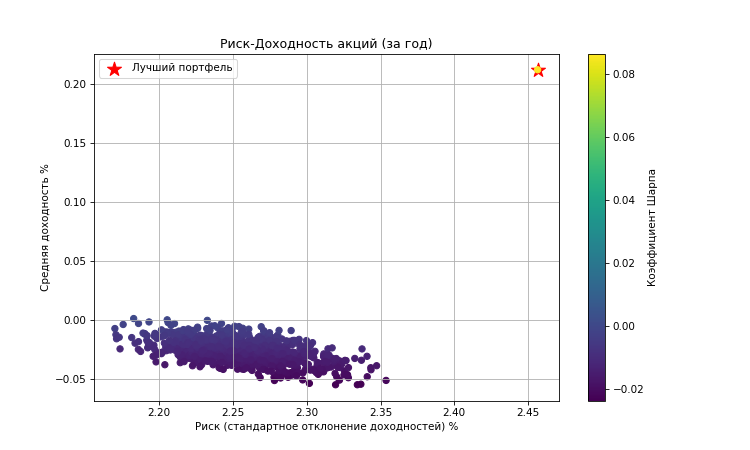 Риск-Доходность акций (за год)
Лучший портфель
0.20
0.15
0.10
0.05
0.00
−0.05
Средняя доходность %
2.20 2.25 2.30 2.35 2.40 2.45
Риск (стандартное отклонение доходностей) %
0.08
0.06
0.04
0.02
0.00
−0.02
Коэффициент Шарпа